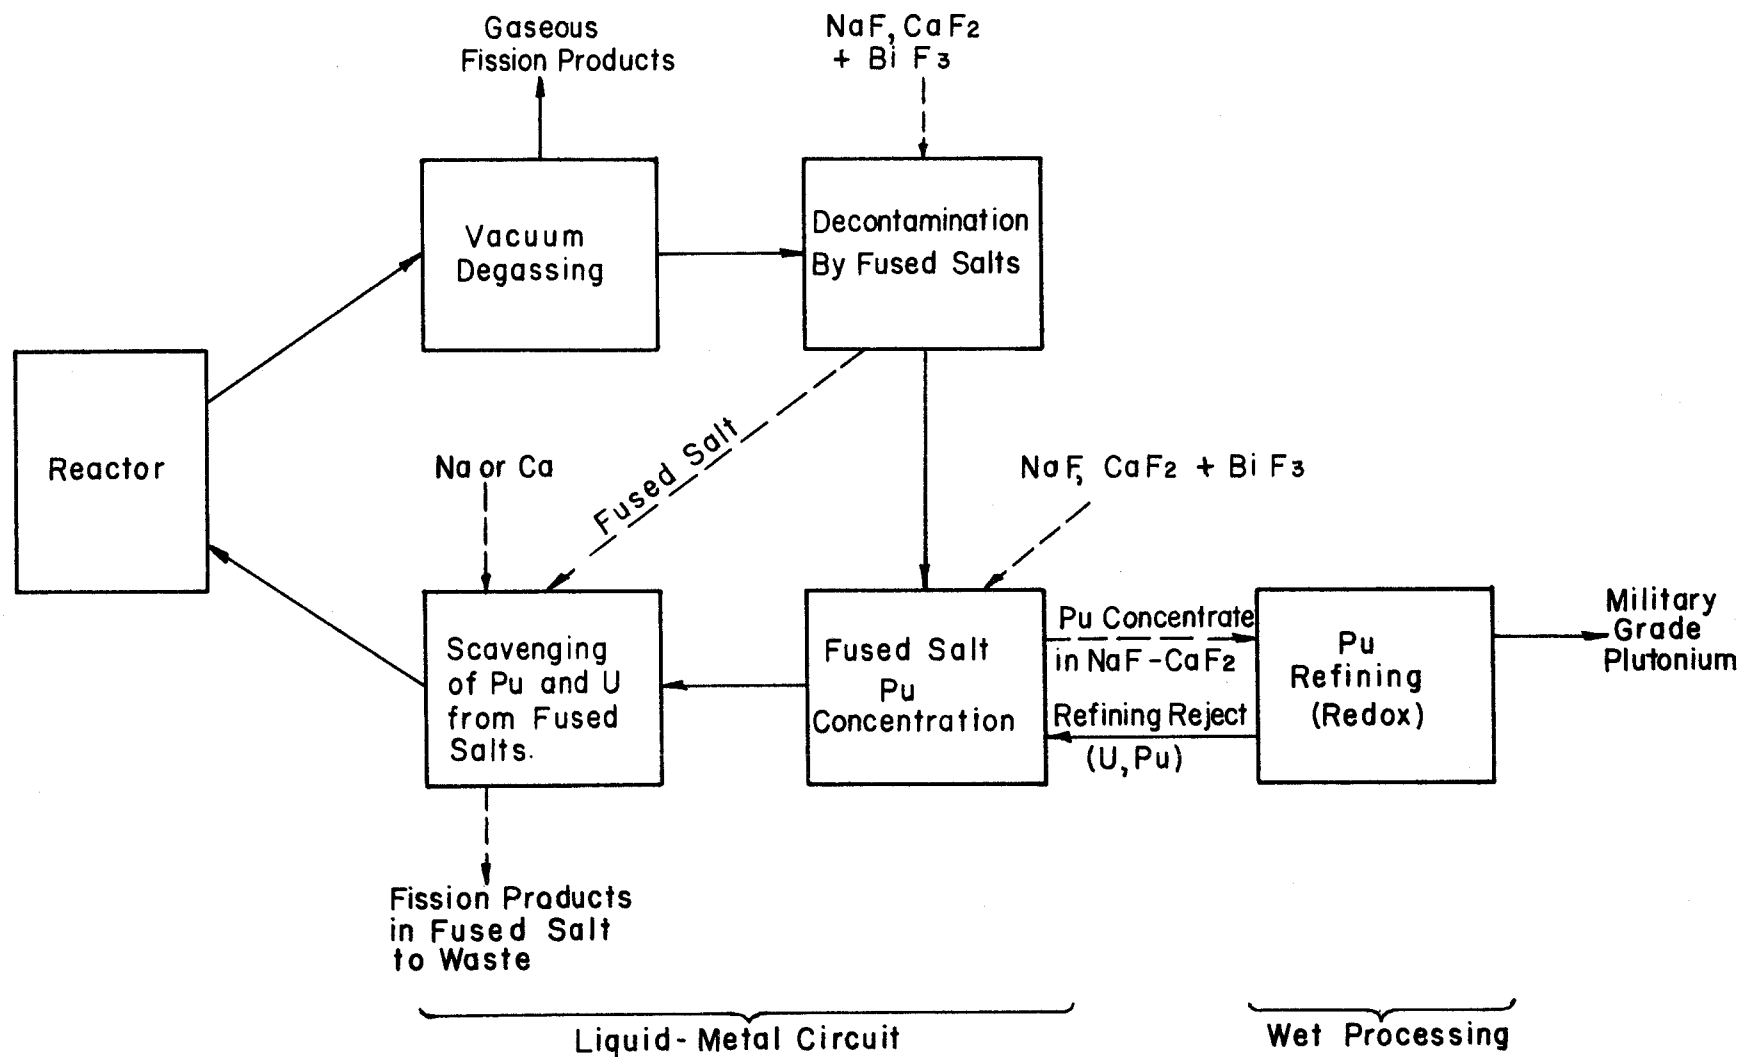 Gaseous
Fission Products
NaF, CaF2
+ Bi F3
Vacuum
Degassing
Decontamination
By Fused Salts
Reactor
Na or Ca
Fused Salt
NaF, CaF2 + Bi F3
Scavenging
of Pu and U
from Fused
Salts.
Fused Salt
Pu
Concentration
Pu Concentrate
in NaF-CaF2
Refining Reject
(U, Pu)
Pu
Refining
(Redox)
Military
Grade
Plutonium
Fission Products
in Fused Salt
to Waste
Liquid-Metal Circuit
Wet Processing